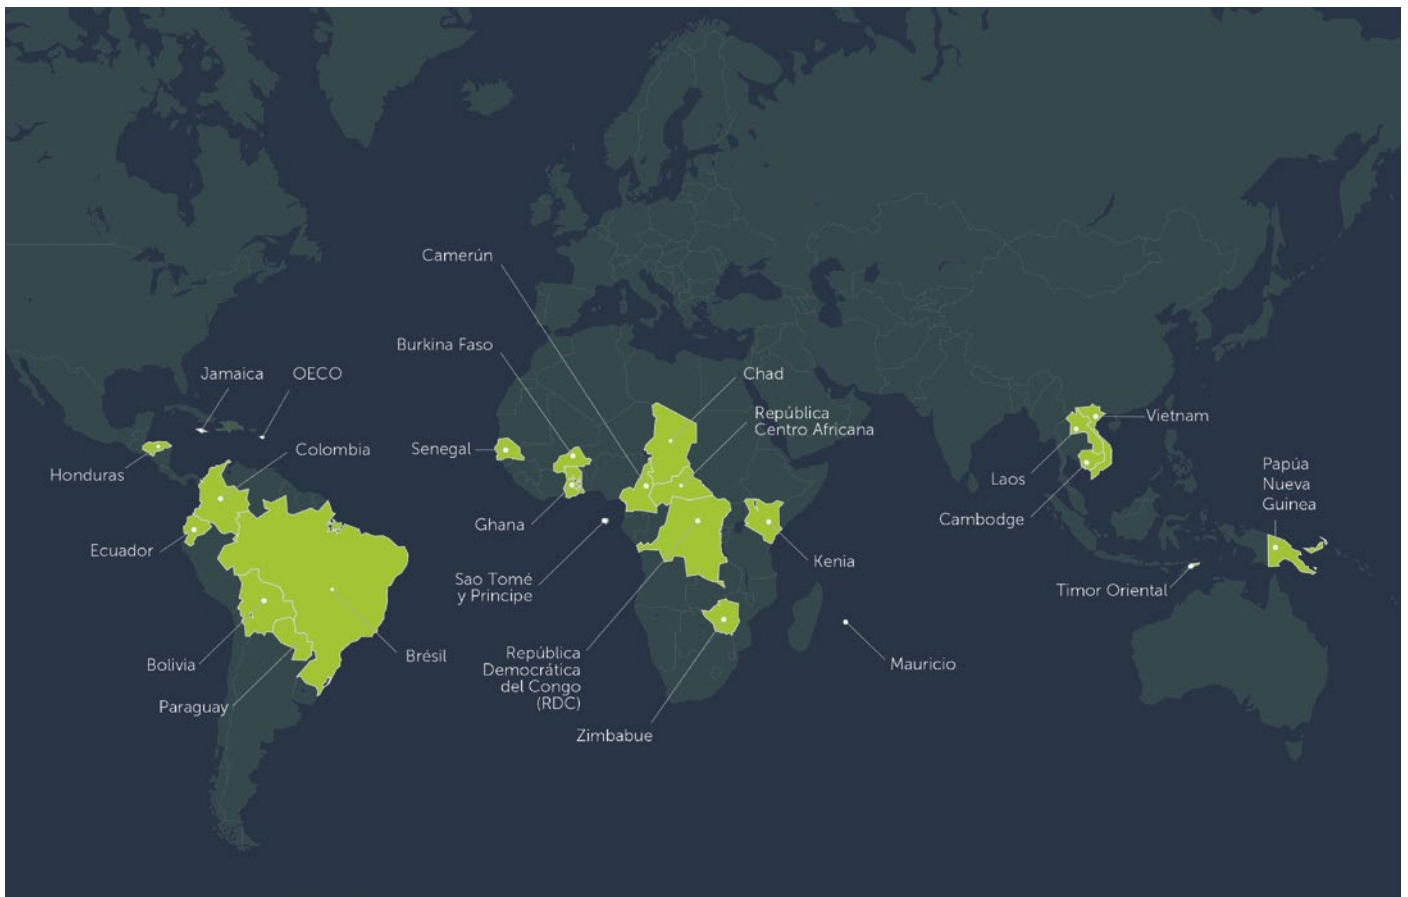 Camerún
Burkina Faso
Jamaica
OECO
Chad
República
Centro Africana
Vietnam
Senegal
Colombia
Honduras
Laos
Papúa
Nueva
Guinea
Ghana
Cambodge
Ecuador
Kenia
Sao Tomé
y Principe
Timor Oriental
República
Democrática
del Congo
(RDC)
Brésil
Bolivia
Mauricio
Paraguay
Zimbabue